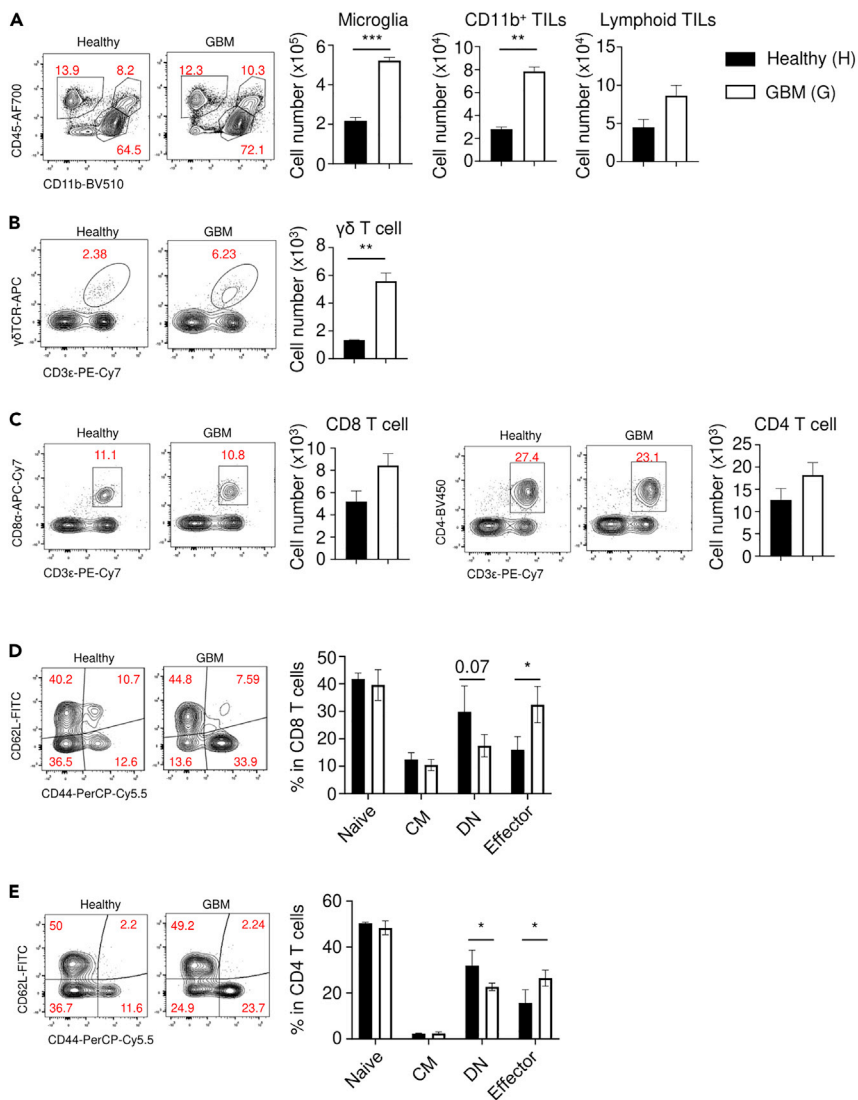 A
Healthy
GBM
13.9
8.2
64.5
12.3
10.3
72.1
CD45-AF700
CD11b-BV510
Microglia
Cell number (x10⁵)
6
4
2
0
***
CD11b⁺ TILs
Cell number (x10⁴)
10
8
6
4
2
0
**
Lymphoid TILs
Cell number (x10⁴)
15
10
5
0
Healthy (H)
GBM (G)
B
Healthy
GBM
2.38
6.23
γδTCR-APC
CD3ε-PE-Cy7
γδ T cell
Cell number (x10³)
8
6
4
2
0
**
C
Healthy
GBM
11.1
10.8
CD8α-APC-Cy7
CD3ε-PE-Cy7
CD8 T cell
Cell number (x10³)
10
8
6
4
2
0
Healthy
GBM
27.4
23.1
CD4-BV450
CD3ε-PE-Cy7
CD4 T cell
Cell number (x10³)
25
20
15
10
5
0
D
Healthy
GBM
40.2
10.7
36.5
12.6
44.8
7.59
13.6
33.9
CD62L-FITC
CD44-PerCP-Cy5.5
% in CD8 T cells
50
40
30
20
10
0
0.07
*
Naive
CM
DN
Effector
E
Healthy
GBM
50
2.2
36.7
11.6
49.2
2.24
24.9
23.7
CD62L-FITC
CD44-PerCP-Cy5.5
% in CD4 T cells
60
40
20
0
*
*
Naive
CM
DN
Effector